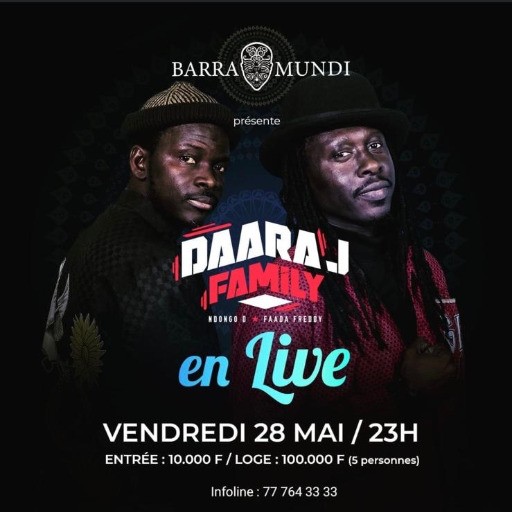 BARRA MUNDI
présente
DAARA J
FAMILY
NDONGO D ★ FAADA FREDDY
en Live
VENDREDI 28 MAI / 23H
ENTRÉE : 10.000 F / LOGE : 100.000 F (5 personnes)
Infoline : 77 764 33 33